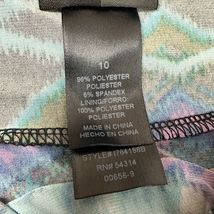 10
95% POLYESTER
POLIESTER
5% SPANDEX
LINING/FORRO
100% POLYESTER
POLIESTER
MADE IN CHINA
HECHO EN CHINA
STYLE#1764186B
RN# 54314
00656-9